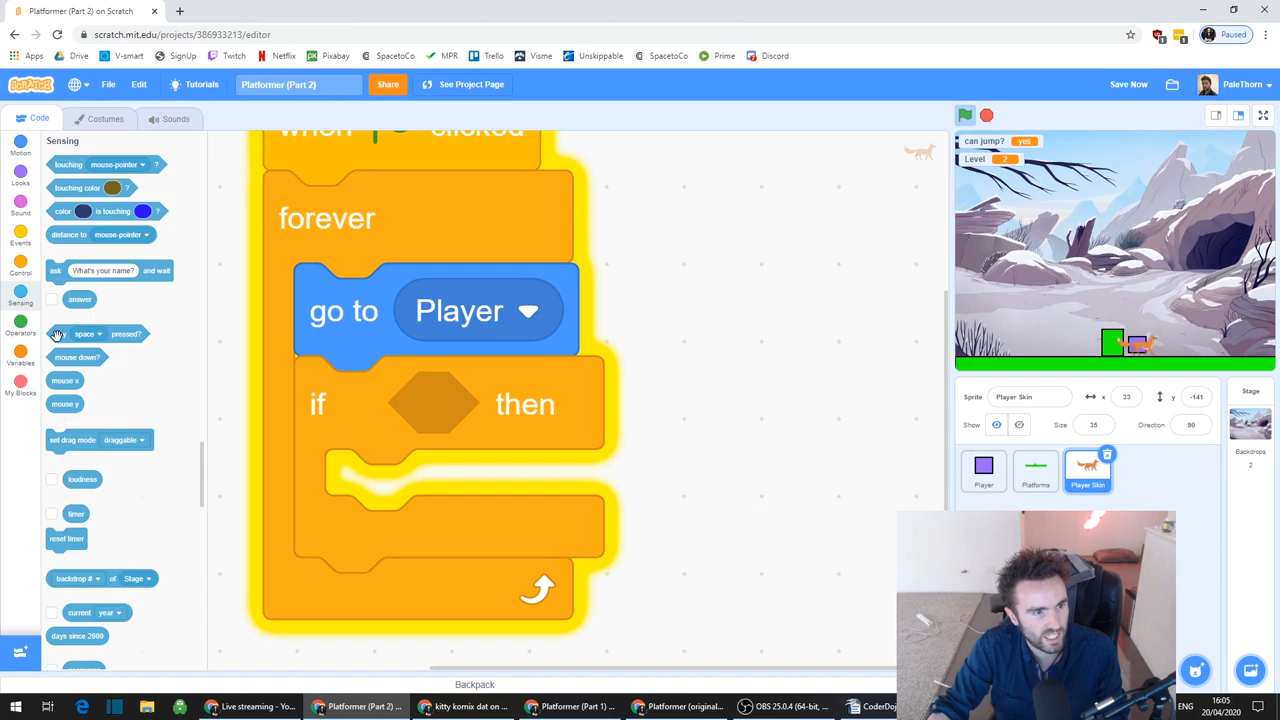 Platformer (Part 2) on Scratch
Paused
scratch.mit.edu/projects/386933213/editor
Apps Drive V-smart SignUp Twitch Netflix Pixabay SpacetoCo MPR Trello Visme Unskippable SpacetoCo Prime Discord
SCRATCH File Edit Tutorials Platformer (Part 2) Share See Project Page Save Now PaleThorn
Code Costumes Sounds
Motion
Looks
Sound
Events
Control
Sensing
Operators
Variables
My Blocks
Sensing
touching mouse-pointer ?
touching color ?
color is touching ?
distance to mouse-pointer
ask What's your name? and wait
answer
space pressed?
mouse down?
mouse x
mouse y
set drag mode draggable
loudness
timer
reset timer
backdrop # of Stage
current year
days since 2000
when clicked
forever
go to Player
if then
can jump? yes
Level 2
Sprite Player Skin x 33 y -141
Show Size 35 Direction 90
Player
Platforms
Player Skin
Stage
Backdrops
2
Backpack
Live streaming - Yo...
Platformer (Part 2) ...
kitty komix dat on ...
Platformer (Part 1) ...
Platformer (original...
OBS 25.0.4 (64-bit, ...
CoderDoj
ENG
16:05
20/04/2020